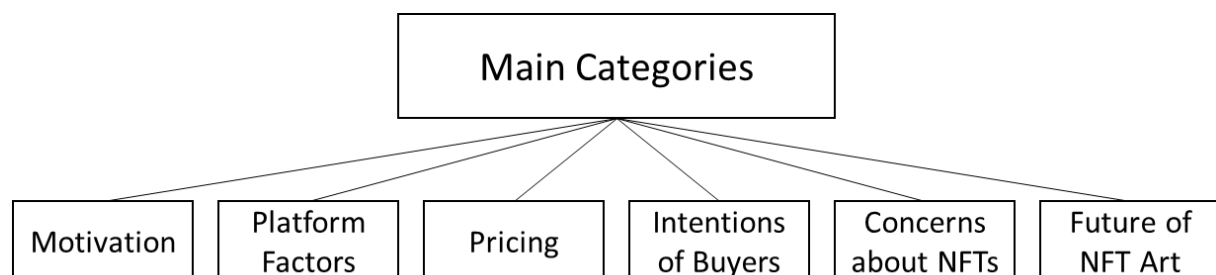 Main Categories
Motivation
Platform
Factors
Pricing
Intentions
of Buyers
Concerns
about NFTs
Future of
NFT Art